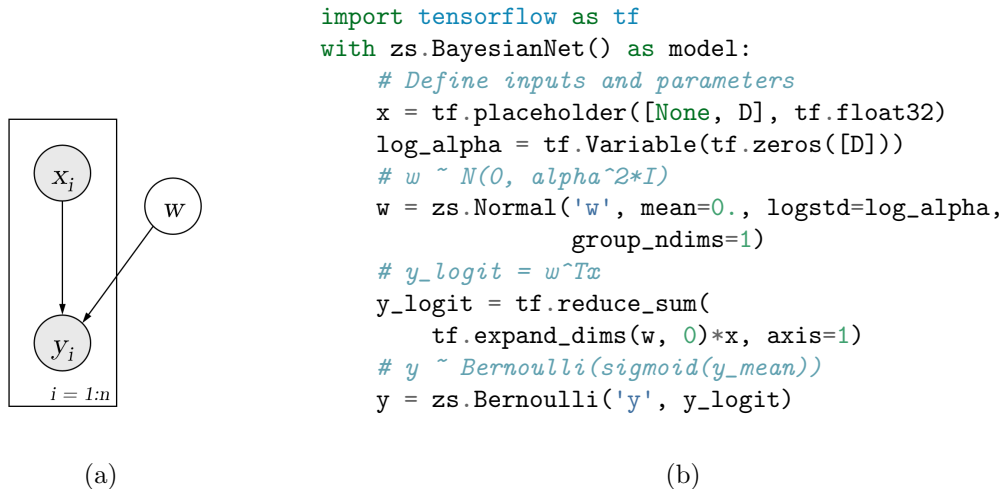 import tensorflow as tf
with zs.BayesianNet() as model:
    # Define inputs and parameters
    x = tf.placeholder([None, D], tf.float32)
    log_alpha = tf.Variable(tf.zeros([D]))
    # w ~ N(0, alpha^2*I)
    w = zs.Normal('w', mean=0., logstd=log_alpha,
                  group_ndims=1)
    # y_logit = w^Tx
    y_logit = tf.reduce_sum(
        tf.expand_dims(w, 0)*x, axis=1)
    # y ~ Bernoulli(sigmoid(y_mean))
    y = zs.Bernoulli('y', y_logit)
x_i
w
y_i
i = 1:n
(a)
(b)